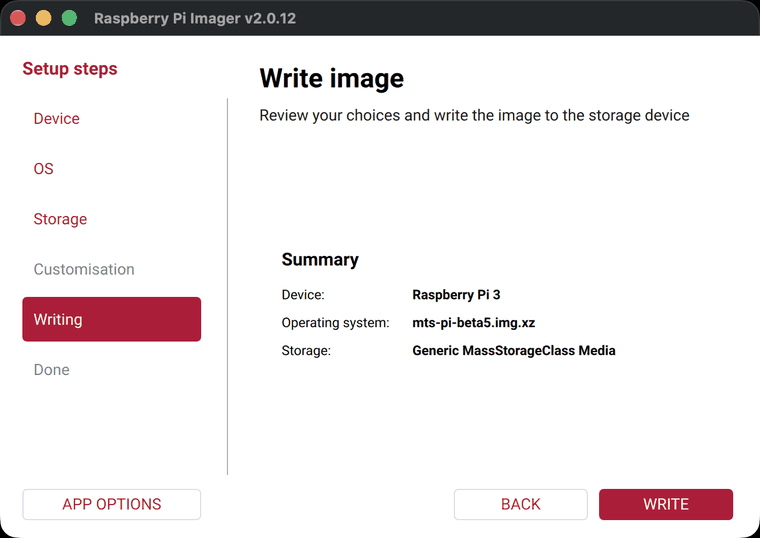 Raspberry Pi Imager v2.0.12
Setup steps
Device
OS
Storage
Customisation
Writing
Done
Write image
Review your choices and write the image to the storage device
Summary
Device: Raspberry Pi 3
Operating system: mts-pi-beta5.img.xz
Storage: Generic MassStorageClass Media
APP OPTIONS
BACK
WRITE